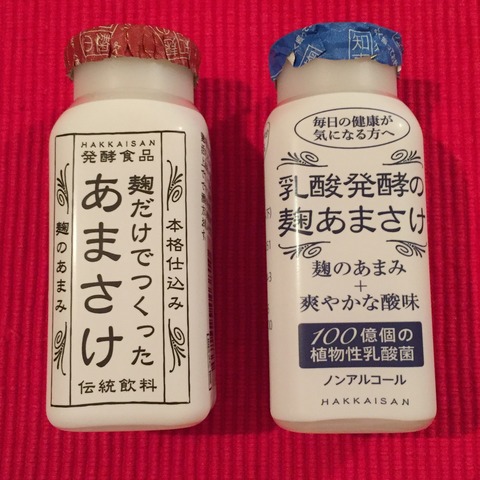 HAKKAISAN
発酵食品
本格仕込み
麹だけでつくった
あまさけ
麹のあまみ
伝統飲料
毎日の健康が
気になる方へ
乳酸発酵の
麹あまさけ
麹のあまみ
+
爽やかな酸味
100億個の
植物性乳酸菌
ノンアルコール
HAKKAISAN